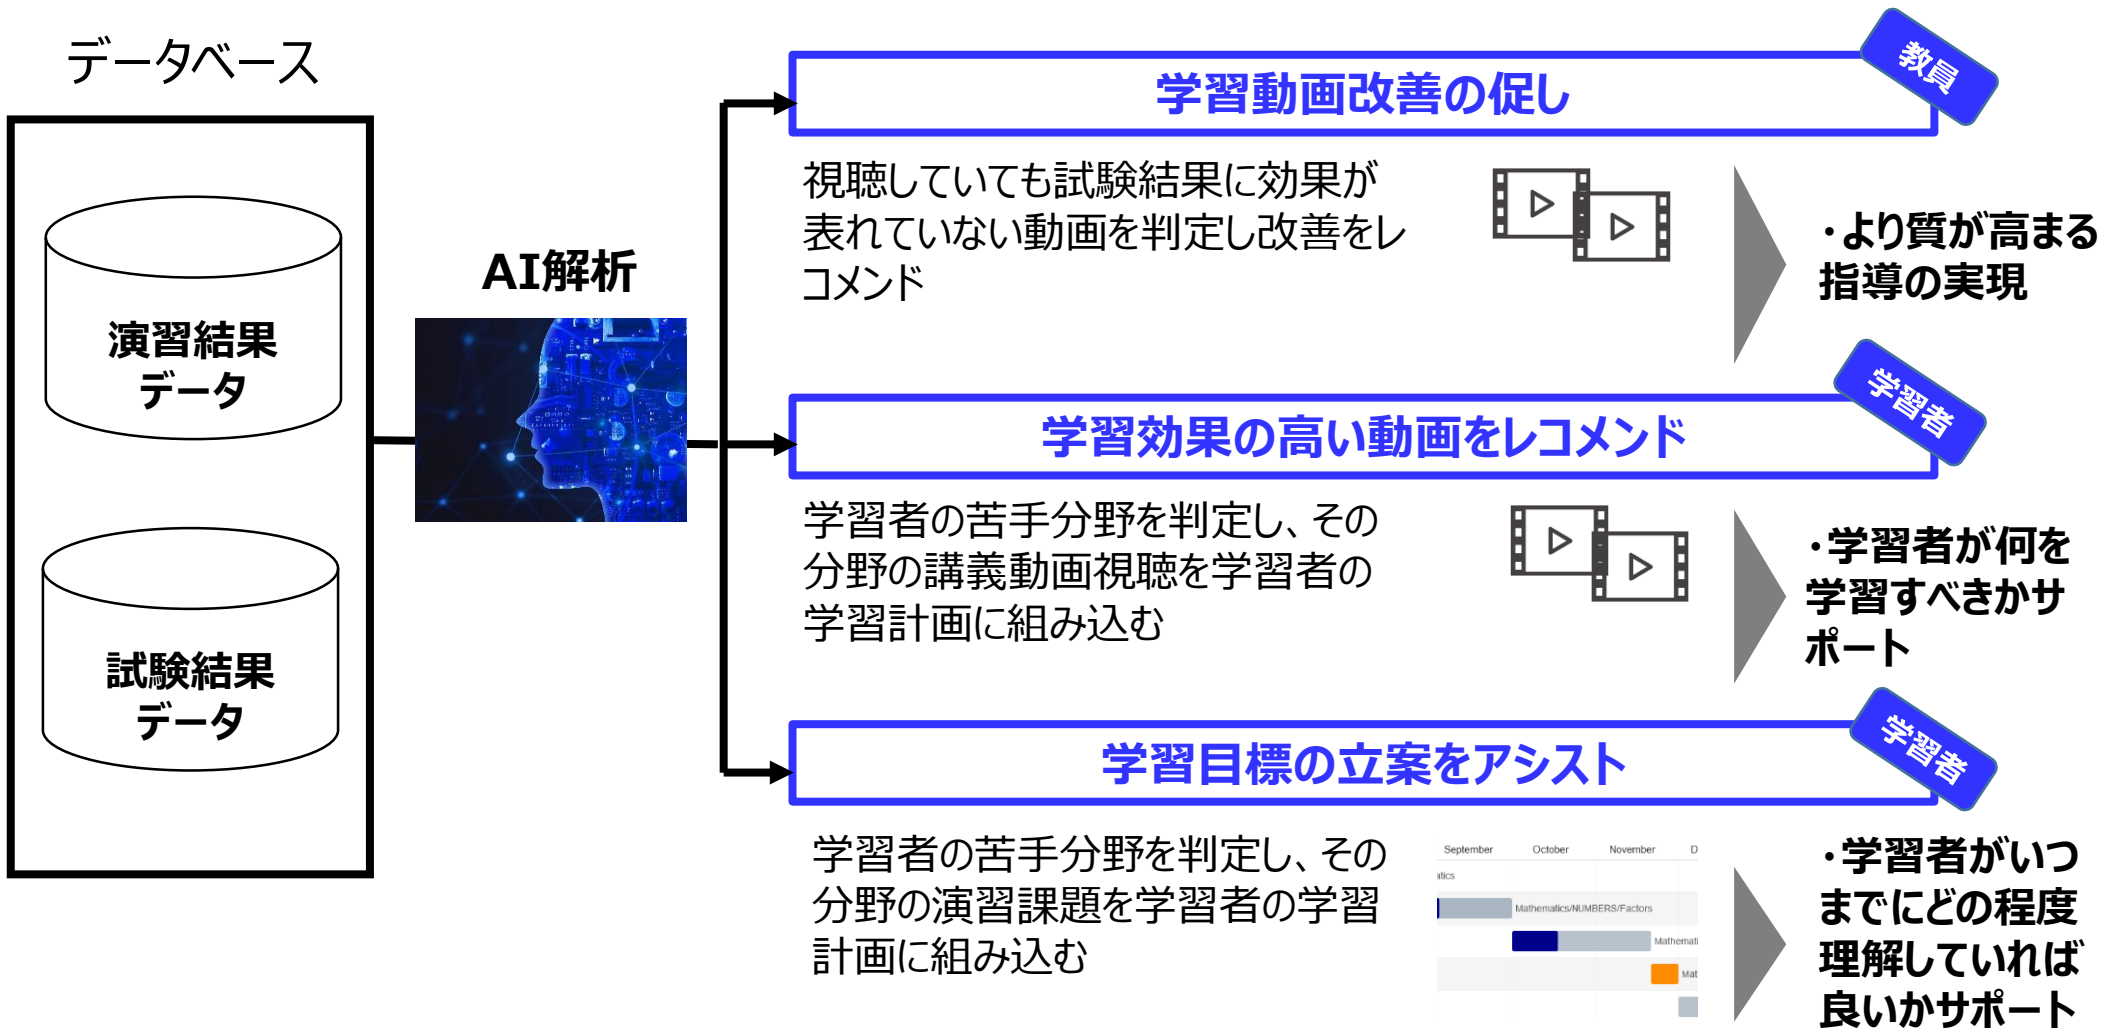 データベース
演習結果
データ
試験結果
データ
AI解析
学習動画改善の促し
教員
視聴していても試験結果に効果が
表れていない動画を判定し改善をレ
コメンド
・より質が高まる
指導の実現
学習効果の高い動画をレコメンド
学習者
学習者の苦手分野を判定し、その
分野の講義動画視聴を学習者の
学習計画に組み込む
・学習者が何を
学習すべきかサ
ポート
学習目標の立案をアシスト
学習者
学習者の苦手分野を判定し、その
分野の演習課題を学習者の学習
計画に組み込む
September October November D
atics
Mathematics/NUMBERS/Factors
Mathemati
Mat
・学習者がいつ
までにどの程度
理解していれば
良いかサポート